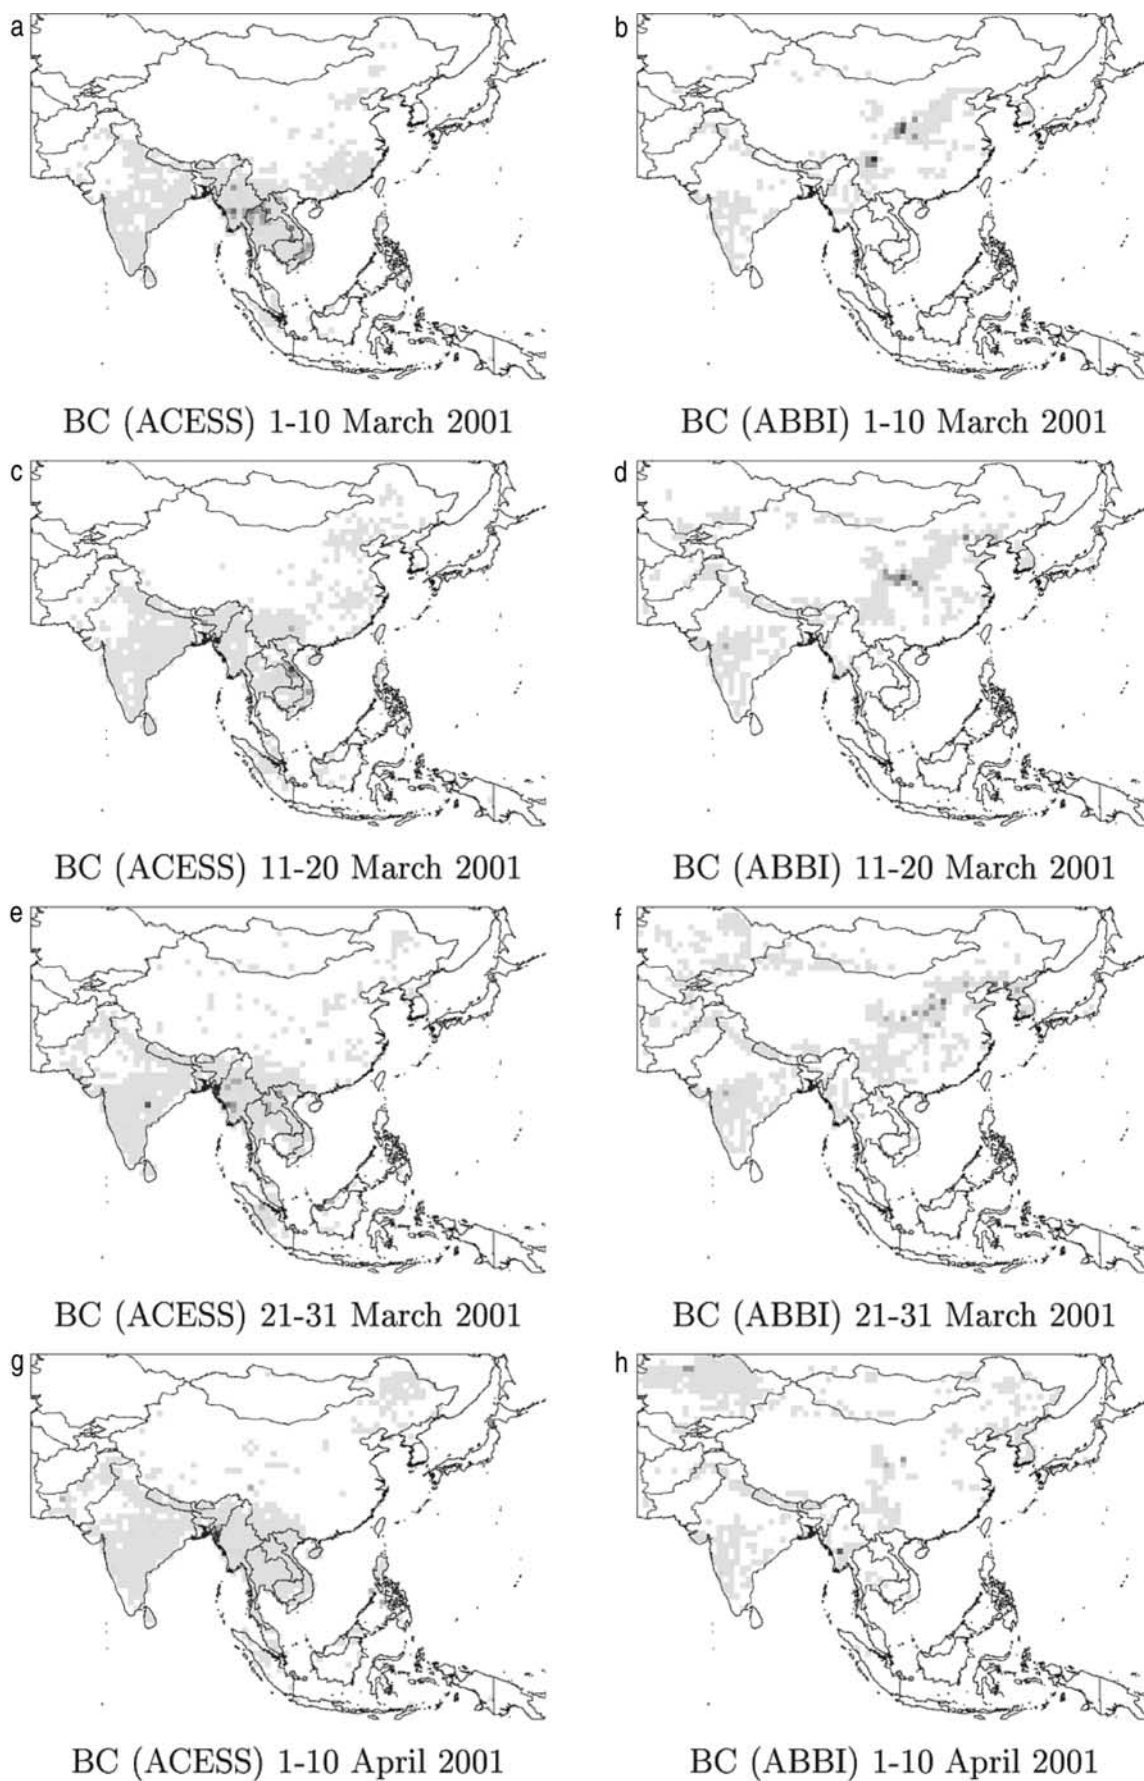 a
b
BC (ACESS) 1-10 March 2001
BC (ABBI) 1-10 March 2001
c
d
BC (ACESS) 11-20 March 2001
BC (ABBI) 11-20 March 2001
e
f
BC (ACESS) 21-31 March 2001
BC (ABBI) 21-31 March 2001
g
h
BC (ACESS) 1-10 April 2001
BC (ABBI) 1-10 April 2001